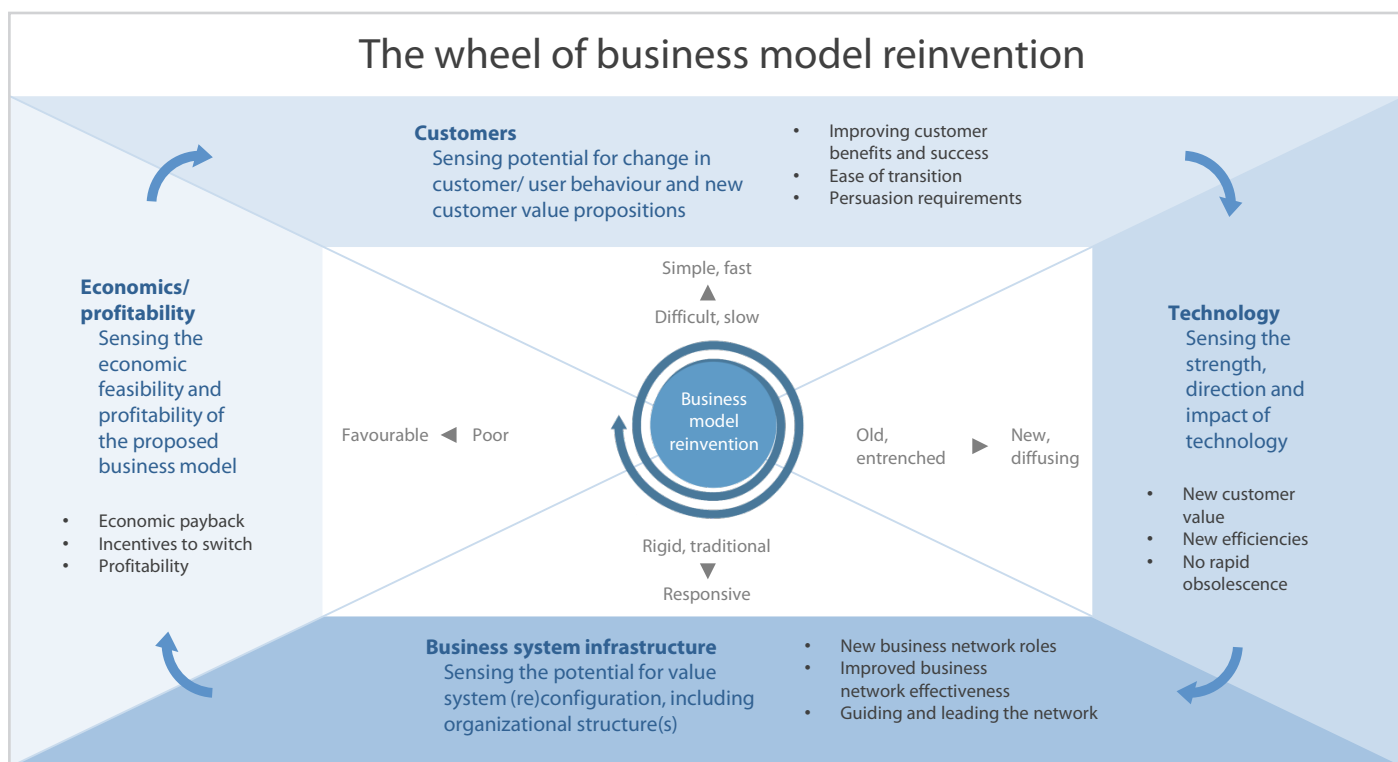 The wheel of business model reinvention
Customers
Sensing potential for change in
customer/ user behaviour and new
customer value propositions
• Improving customer
benefits and success
• Ease of transition
• Persuasion requirements
Economics/
profitability
Sensing the
economic
feasibility and
profitability of
the proposed
business model
• Economic payback
• Incentives to switch
• Profitability
Simple, fast
Difficult, slow
Favourable
Poor
Business
model
reinvention
Old,
entrenched
New,
diffusing
Rigid, traditional
Responsive
Technology
Sensing the
strength,
direction and
impact of
technology
• New customer
value
• New efficiencies
• No rapid
obsolescence
Business system infrastructure
Sensing the potential for value
system (re)configuration, including
organizational structure(s)
• New business network roles
• Improved business
network effectiveness
• Guiding and leading the network